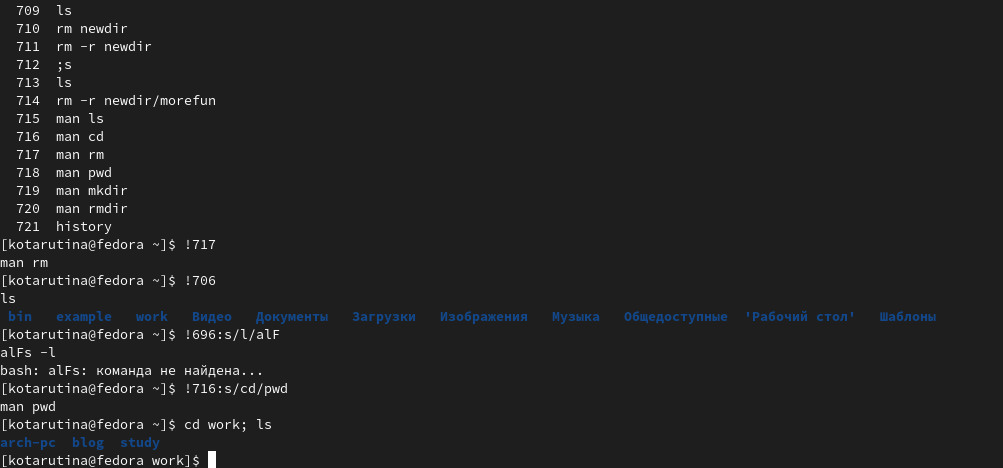 709  ls
710  rm newdir
711  rm -r newdir
712  ;s
713  ls
714  rm -r newdir/morefun
715  man ls
716  man cd
717  man rm
718  man pwd
719  man mkdir
720  man rmdir
721  history
[kotarutina@fedora ~]$ !717
man rm
[kotarutina@fedora ~]$ !706
ls
bin   example   work   Видео   Документы   Загрузки   Изображения   Музыка   Общедоступные  'Рабочий стол'   Шаблоны
[kotarutina@fedora ~]$ !696:s/l/alF
alFs -l
bash: alFs: команда не найдена...
[kotarutina@fedora ~]$ !716:s/cd/pwd
man pwd
[kotarutina@fedora ~]$ cd work; ls
arch-pc  blog  study
[kotarutina@fedora work]$